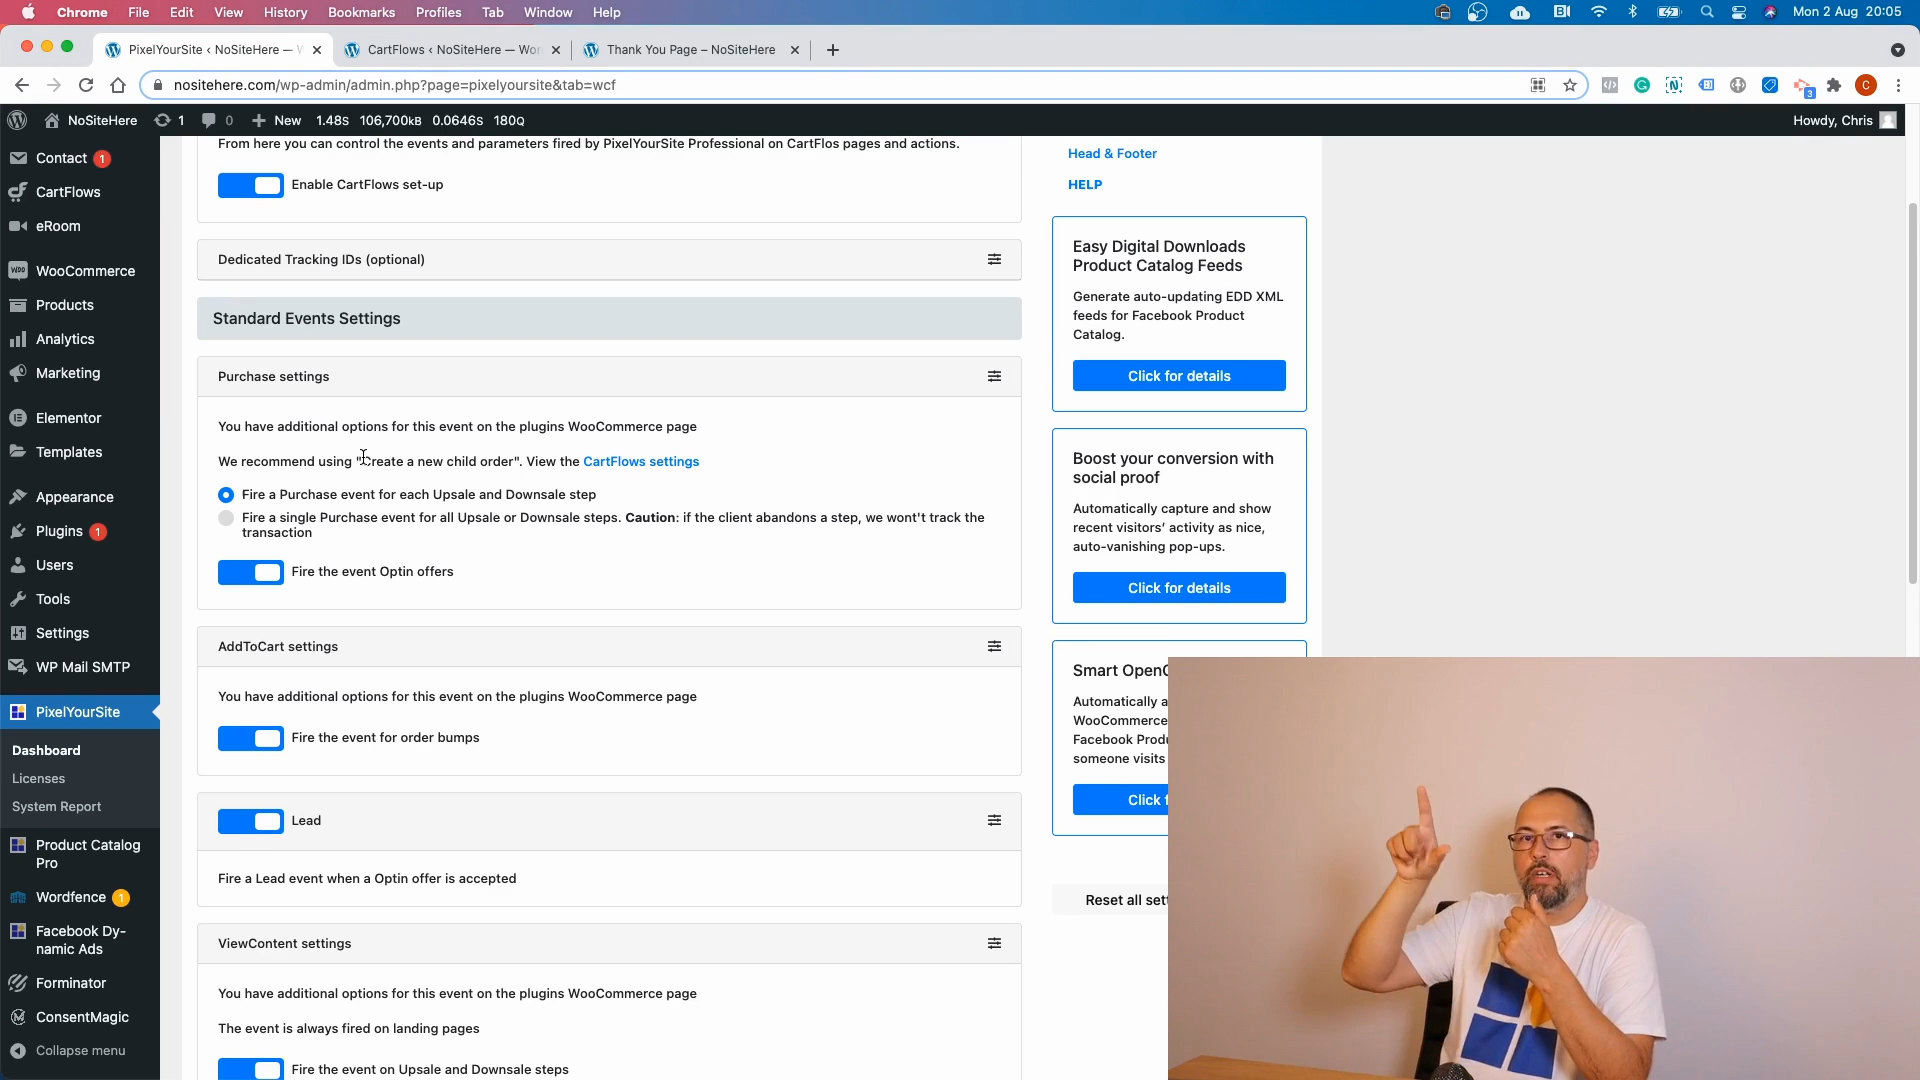 Chrome File Edit View History Bookmarks Profiles Tab Window Help Mon 2 Aug 20:05
PixelYourSite ‹ NoSiteHere — CartFlows ‹ NoSiteHere — Thank You Page – NoSiteHere
nositehere.com/wp-admin/admin.php?page=pixelyoursite&tab=wcf
3
NoSiteHere 1 0 New 1.48S 106,700KB 0.0646S 180Q Howdy, Chris
Contact 1
CartFlows
eRoom
WooCommerce
Products
Analytics
Marketing
Elementor
Templates
Appearance
Plugins 1
Users
Tools
Settings
WP Mail SMTP
PixelYourSite
Dashboard
Licenses
System Report
Product Catalog
Pro
Wordfence 1
Facebook Dy-
namic Ads
Forminator
ConsentMagic
Collapse menu
From here you can control the events and parameters fired by PixelYourSite Professional on CartFlos pages and actions.
Enable CartFlows set-up
Dedicated Tracking IDs (optional)
Standard Events Settings
Purchase settings
You have additional options for this event on the plugins WooCommerce page
We recommend using "Create a new child order". View the CartFlows settings
Fire a Purchase event for each Upsale and Downsale step
Fire a single Purchase event for all Upsale or Downsale steps. Caution: if the client abandons a step, we wont't track the
transaction
Fire the event Optin offers
AddToCart settings
You have additional options for this event on the plugins WooCommerce page
Fire the event for order bumps
Lead
Fire a Lead event when a Optin offer is accepted
ViewContent settings
You have additional options for this event on the plugins WooCommerce page
The event is always fired on landing pages
Fire the event on Upsale and Downsale steps
Head & Footer
HELP
Easy Digital Downloads
Product Catalog Feeds
Generate auto-updating EDD XML
feeds for Facebook Product
Catalog.
Click for details
Boost your conversion with
social proof
Automatically capture and show
recent visitors' activity as nice,
auto-vanishing pop-ups.
Click for details
Smart
Automatically
WooCommerce
Facebook
someone visits
Click
Reset all